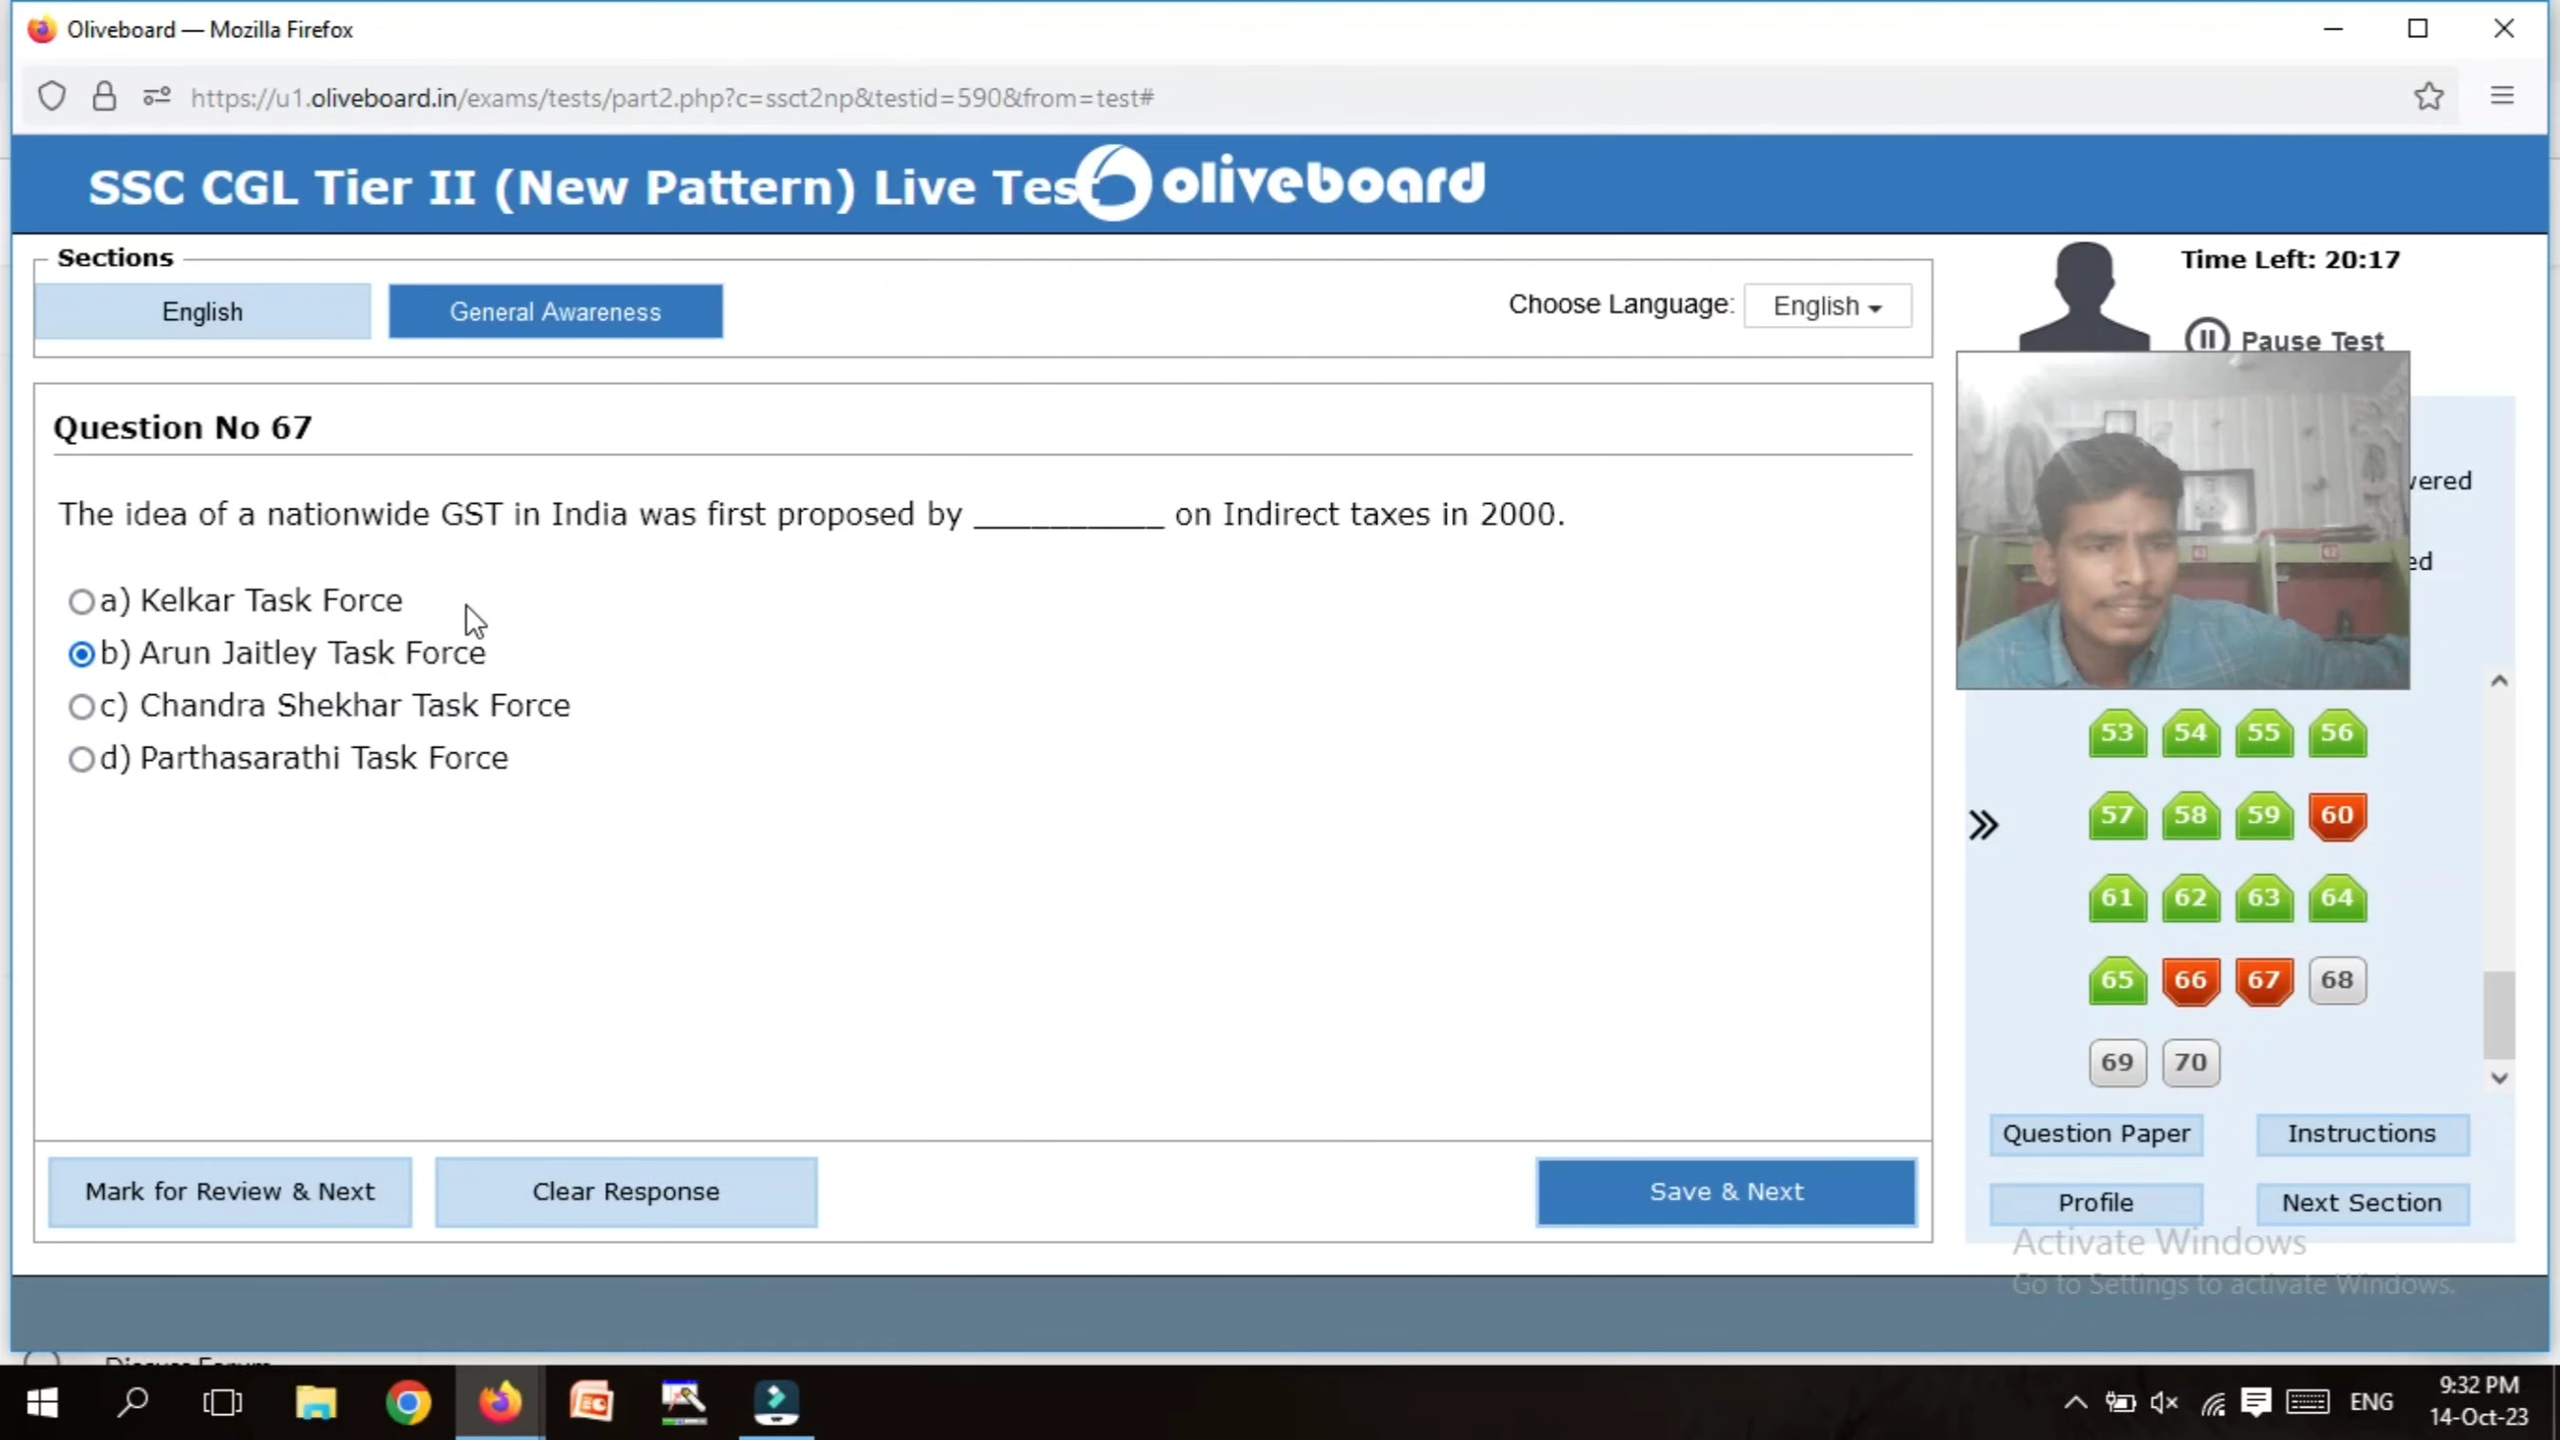 Oliveboard — Mozilla Firefox
https://u1.oliveboard.in/exams/tests/part2.php?c=ssct2np&testid=590&from=test#
SSC CGL Tier II (New Pattern) Live Tes
oliveboard
Sections
English
General Awareness
Choose Language:
English
Time Left: 20:17
Pause Test
Question No 67
The idea of a nationwide GST in India was first proposed by __________ on Indirect taxes in 2000.
a) Kelkar Task Force
b) Arun Jaitley Task Force
c) Chandra Shekhar Task Force
d) Parthasarathi Task Force
wered
ed
53 54 55 56
57 58 59 60
61 62 63 64
65 66 67 68
69 70
Question Paper
Instructions
Profile
Next Section
Mark for Review & Next
Clear Response
Save & Next
Activate Windows
Go to Settings to activate Windows.
Discuss Forum
ENG
9:32 PM
14-Oct-23